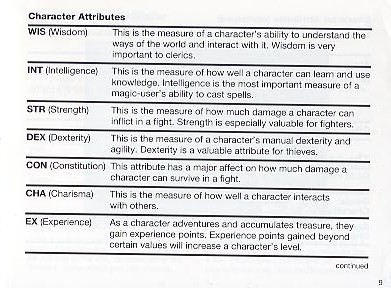 Character Attributes
WIS (Wisdom) This is the measure of a character's ability to understand the
ways of the world and interact with it. Wisdom is very
important to clerics.
INT (Intelligence) This is the measure of how well a character can learn and use
knowledge. Intelligence is the most important measure of a
magic-user's ability to cast spells.
STR (Strength) This is the measure of how much damage a character can
inflict in a fight. Strength is especially valuable for fighters.
DEX (Dexterity) This is a measure of a character's manual dexterity and
agility. Dexterity is a valuable attribute for thieves.
CON (Constitution) This attribute has a major affect on how much damage a
character can survive in a fight.
CHA (Charisma) This is the measure of how well a character interacts
with others.
EX (Experience) As a character adventures and accumulates treasure, they
gain experience points. Experience points gained beyond
certain values will increase a character's level.
continued
9